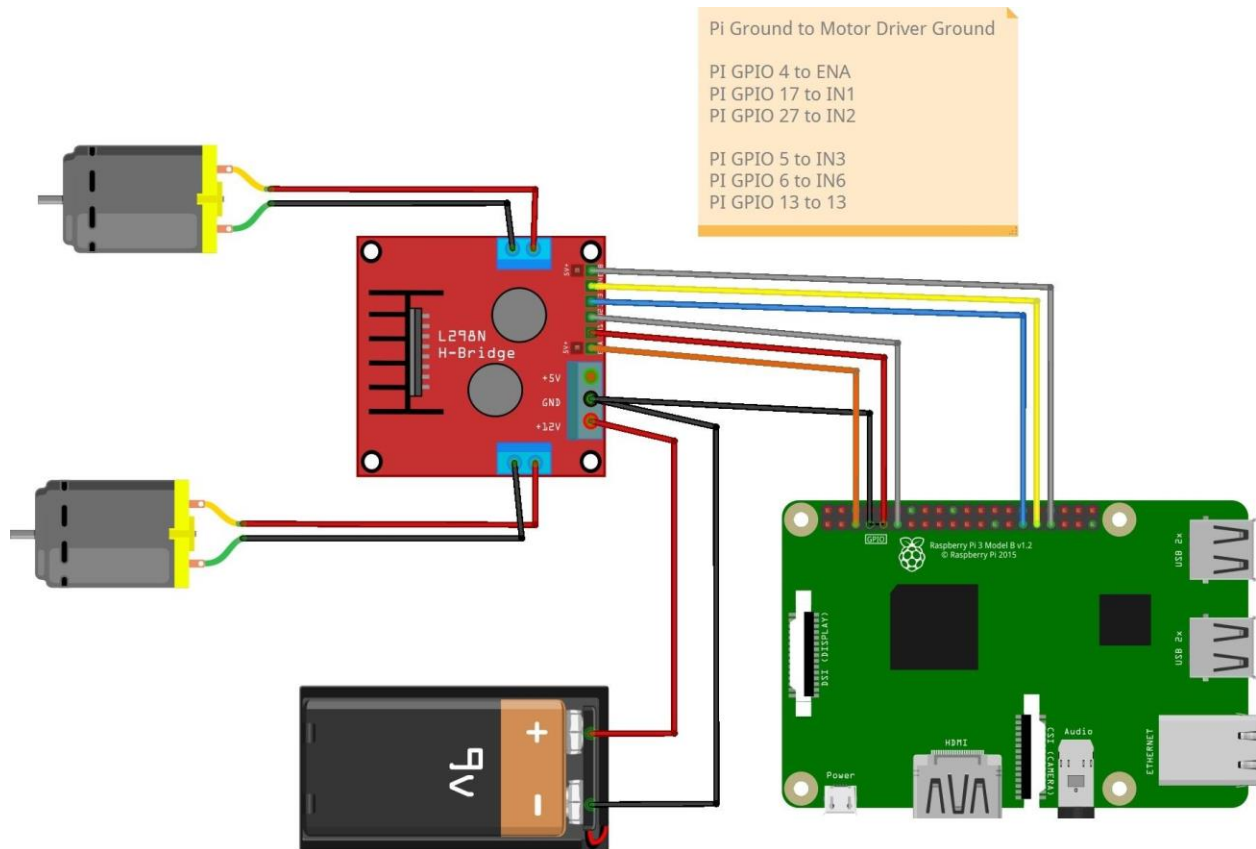 Pi Ground to Motor Driver Ground
PI GPIO 4 to ENA
PI GPIO 17 to IN1
PI GPIO 27 to IN2
PI GPIO 5 to IN3
PI GPIO 6 to IN6
PI GPIO 13 to 13
5V+
L298N
H-Bridge
5V+
+5V
GND
+12V
GPIO
Raspberry Pi 3 Model B v1.2
© Raspberry Pi 2015
USB 2x
DSI (DISPLAY)
USB 2x
HDMI
CSI (CAMERA)
Audio
ETHERNET
Power
+
-
9V